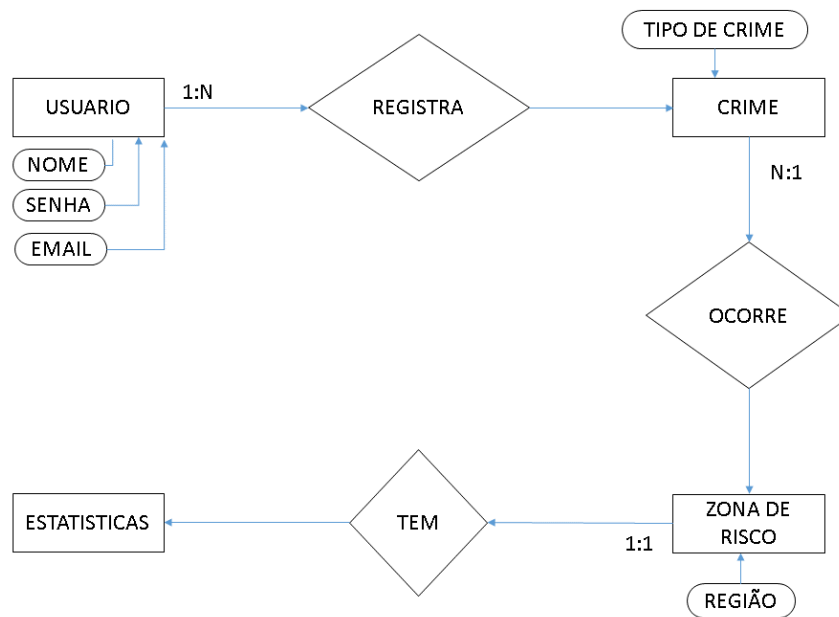 TIPO DE CRIME
1:N
USUARIO
REGISTRA
CRIME
NOME
N:1
SENHA
EMAIL
OCORRE
ESTATISTICAS
TEM
ZONA DE
RISCO
1:1
REGIÃO